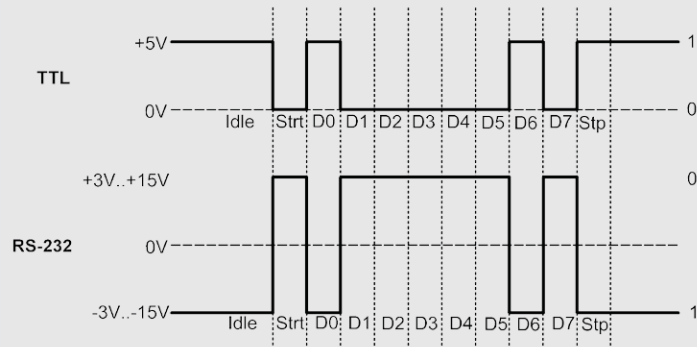 +5V 1
TTL
0V 0
Idle Strt D0 D1 D2 D3 D4 D5 D6 D7 Stp
+3V..+15V 0
RS-232 0V
-3V..-15V 1
Idle Strt D0 D1 D2 D3 D4 D5 D6 D7 Stp